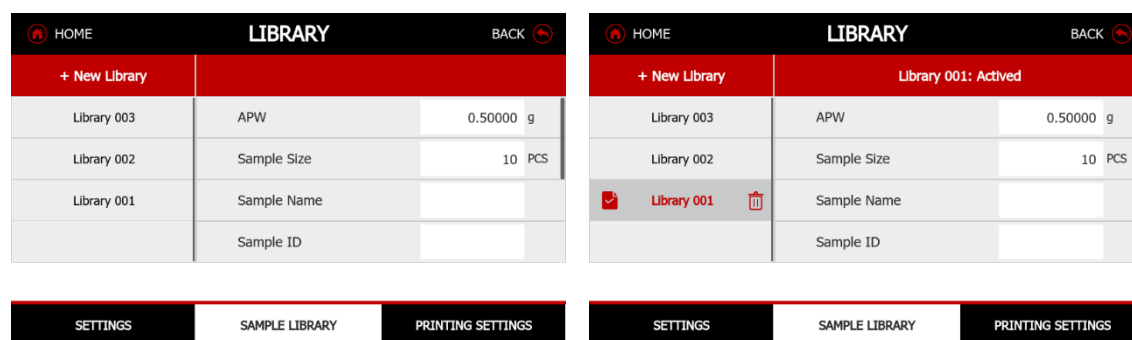 HOME LIBRARY BACK
+ New Library
Library 003 APW 0.50000 g
Library 002 Sample Size 10 PCS
Library 001 Sample Name
Sample ID
SETTINGS SAMPLE LIBRARY PRINTING SETTINGS
HOME LIBRARY BACK
+ New Library Library 001: Actived
Library 003 APW 0.50000 g
Library 002 Sample Size 10 PCS
Library 001 Sample Name
Sample ID
SETTINGS SAMPLE LIBRARY PRINTING SETTINGS